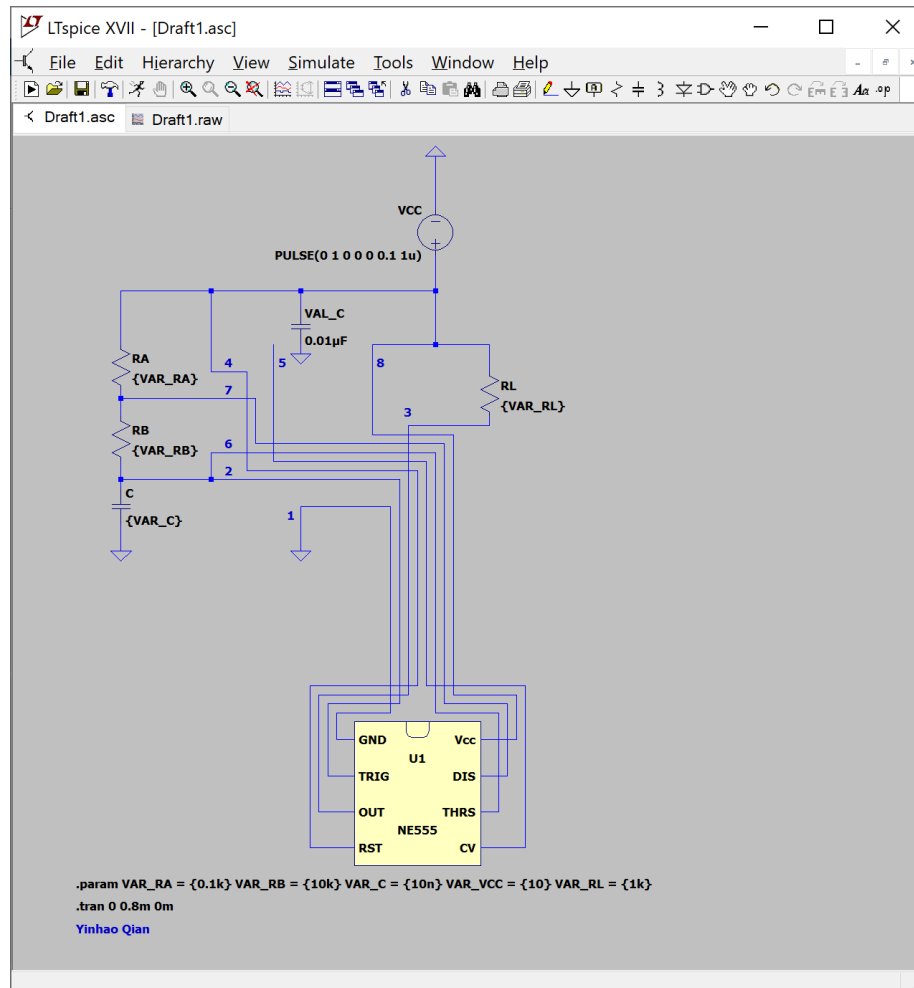 LTspice XVII - [Draft1.asc]
File Edit Hierarchy View Simulate Tools Window Help
Draft1.asc Draft1.raw
VCC
PULSE(0 1 0 0 0 0.1 1u)
VAL_C
0.01µF
4
5
8
RA
{VAR_RA}
7
RL
{VAR_RL}
3
RB
{VAR_RB}
6
2
C
{VAR_C}
1
GND Vcc
U1
TRIG DIS
OUT THRS
NE555
RST CV
.param VAR_RA = {0.1k} VAR_RB = {10k} VAR_C = {10n} VAR_VCC = {10} VAR_RL = {1k}
.tran 0 0.8m 0m
Yinhao Qian